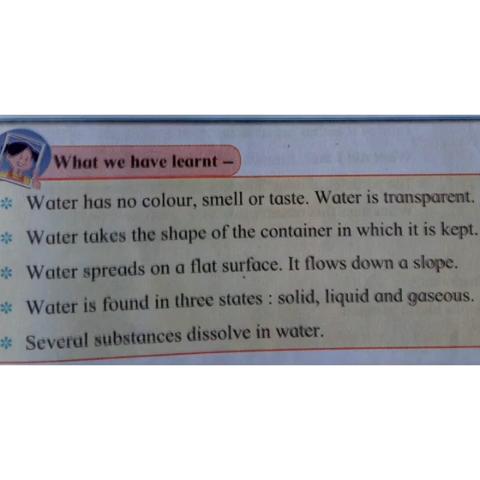 What we have learnt –
* Water has no colour, smell or taste. Water is transparent.
* Water takes the shape of the container in which it is kept.
* Water spreads on a flat surface. It flows down a slope.
* Water is found in three states : solid, liquid and gaseous.
* Several substances dissolve in water.